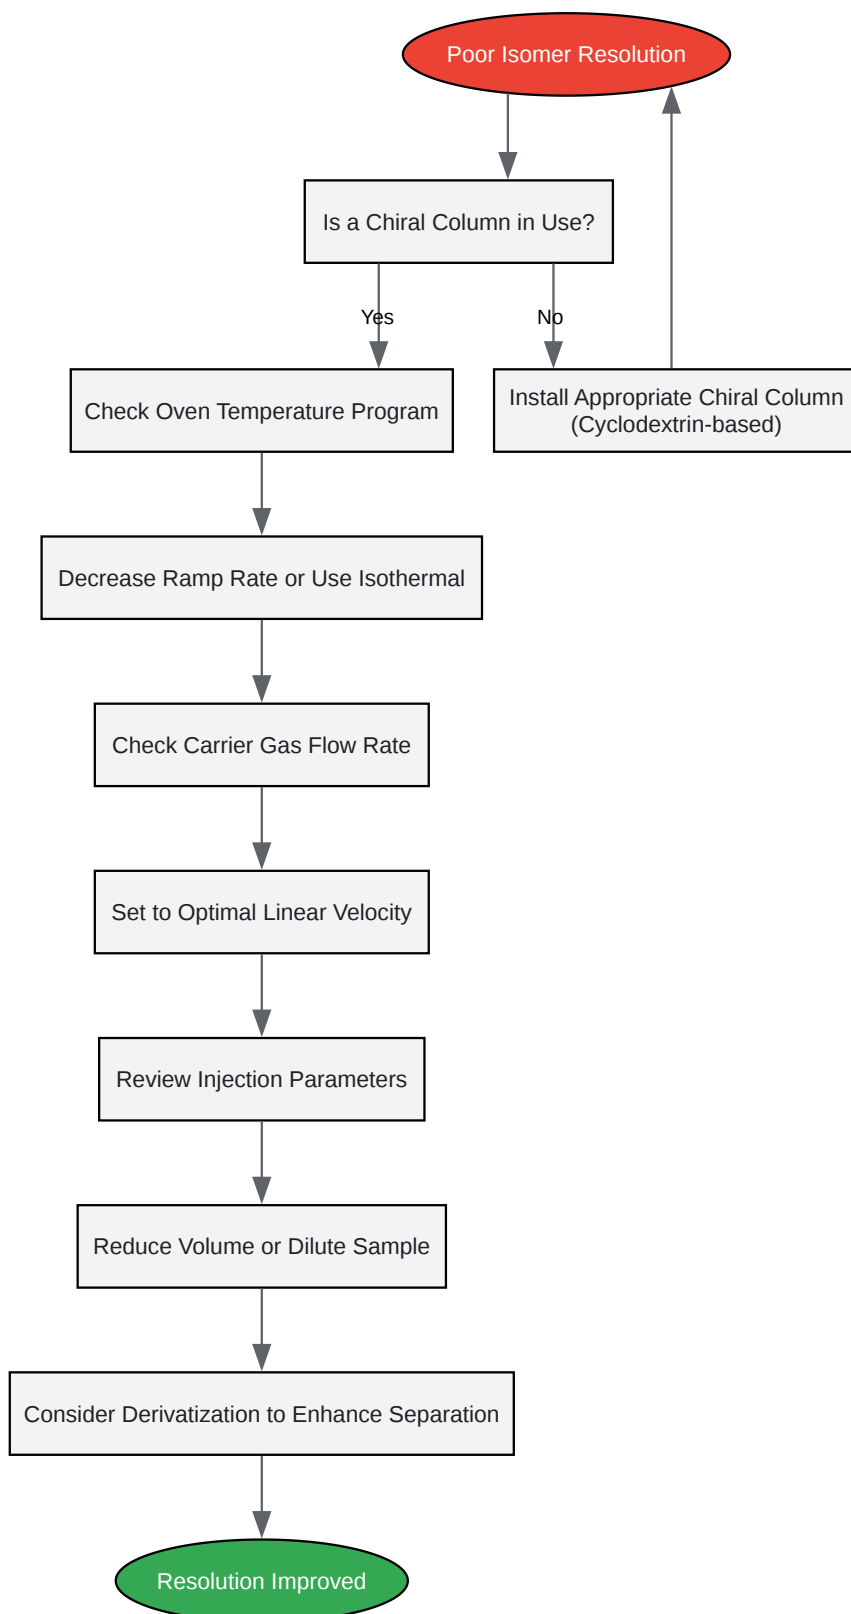 Poor Isomer Resolution
Is a Chiral Column in Use?
Yes
No
Check Oven Temperature Program
Install Appropriate Chiral Column
(Cyclodextrin-based)
Decrease Ramp Rate or Use Isothermal
Check Carrier Gas Flow Rate
Set to Optimal Linear Velocity
Review Injection Parameters
Reduce Volume or Dilute Sample
Consider Derivatization to Enhance Separation
Resolution Improved